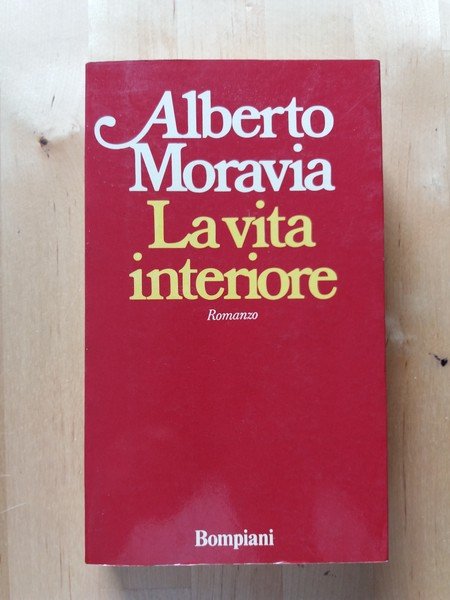 Alberto
Moravia
La vita
interiore
Romanzo
Bompiani